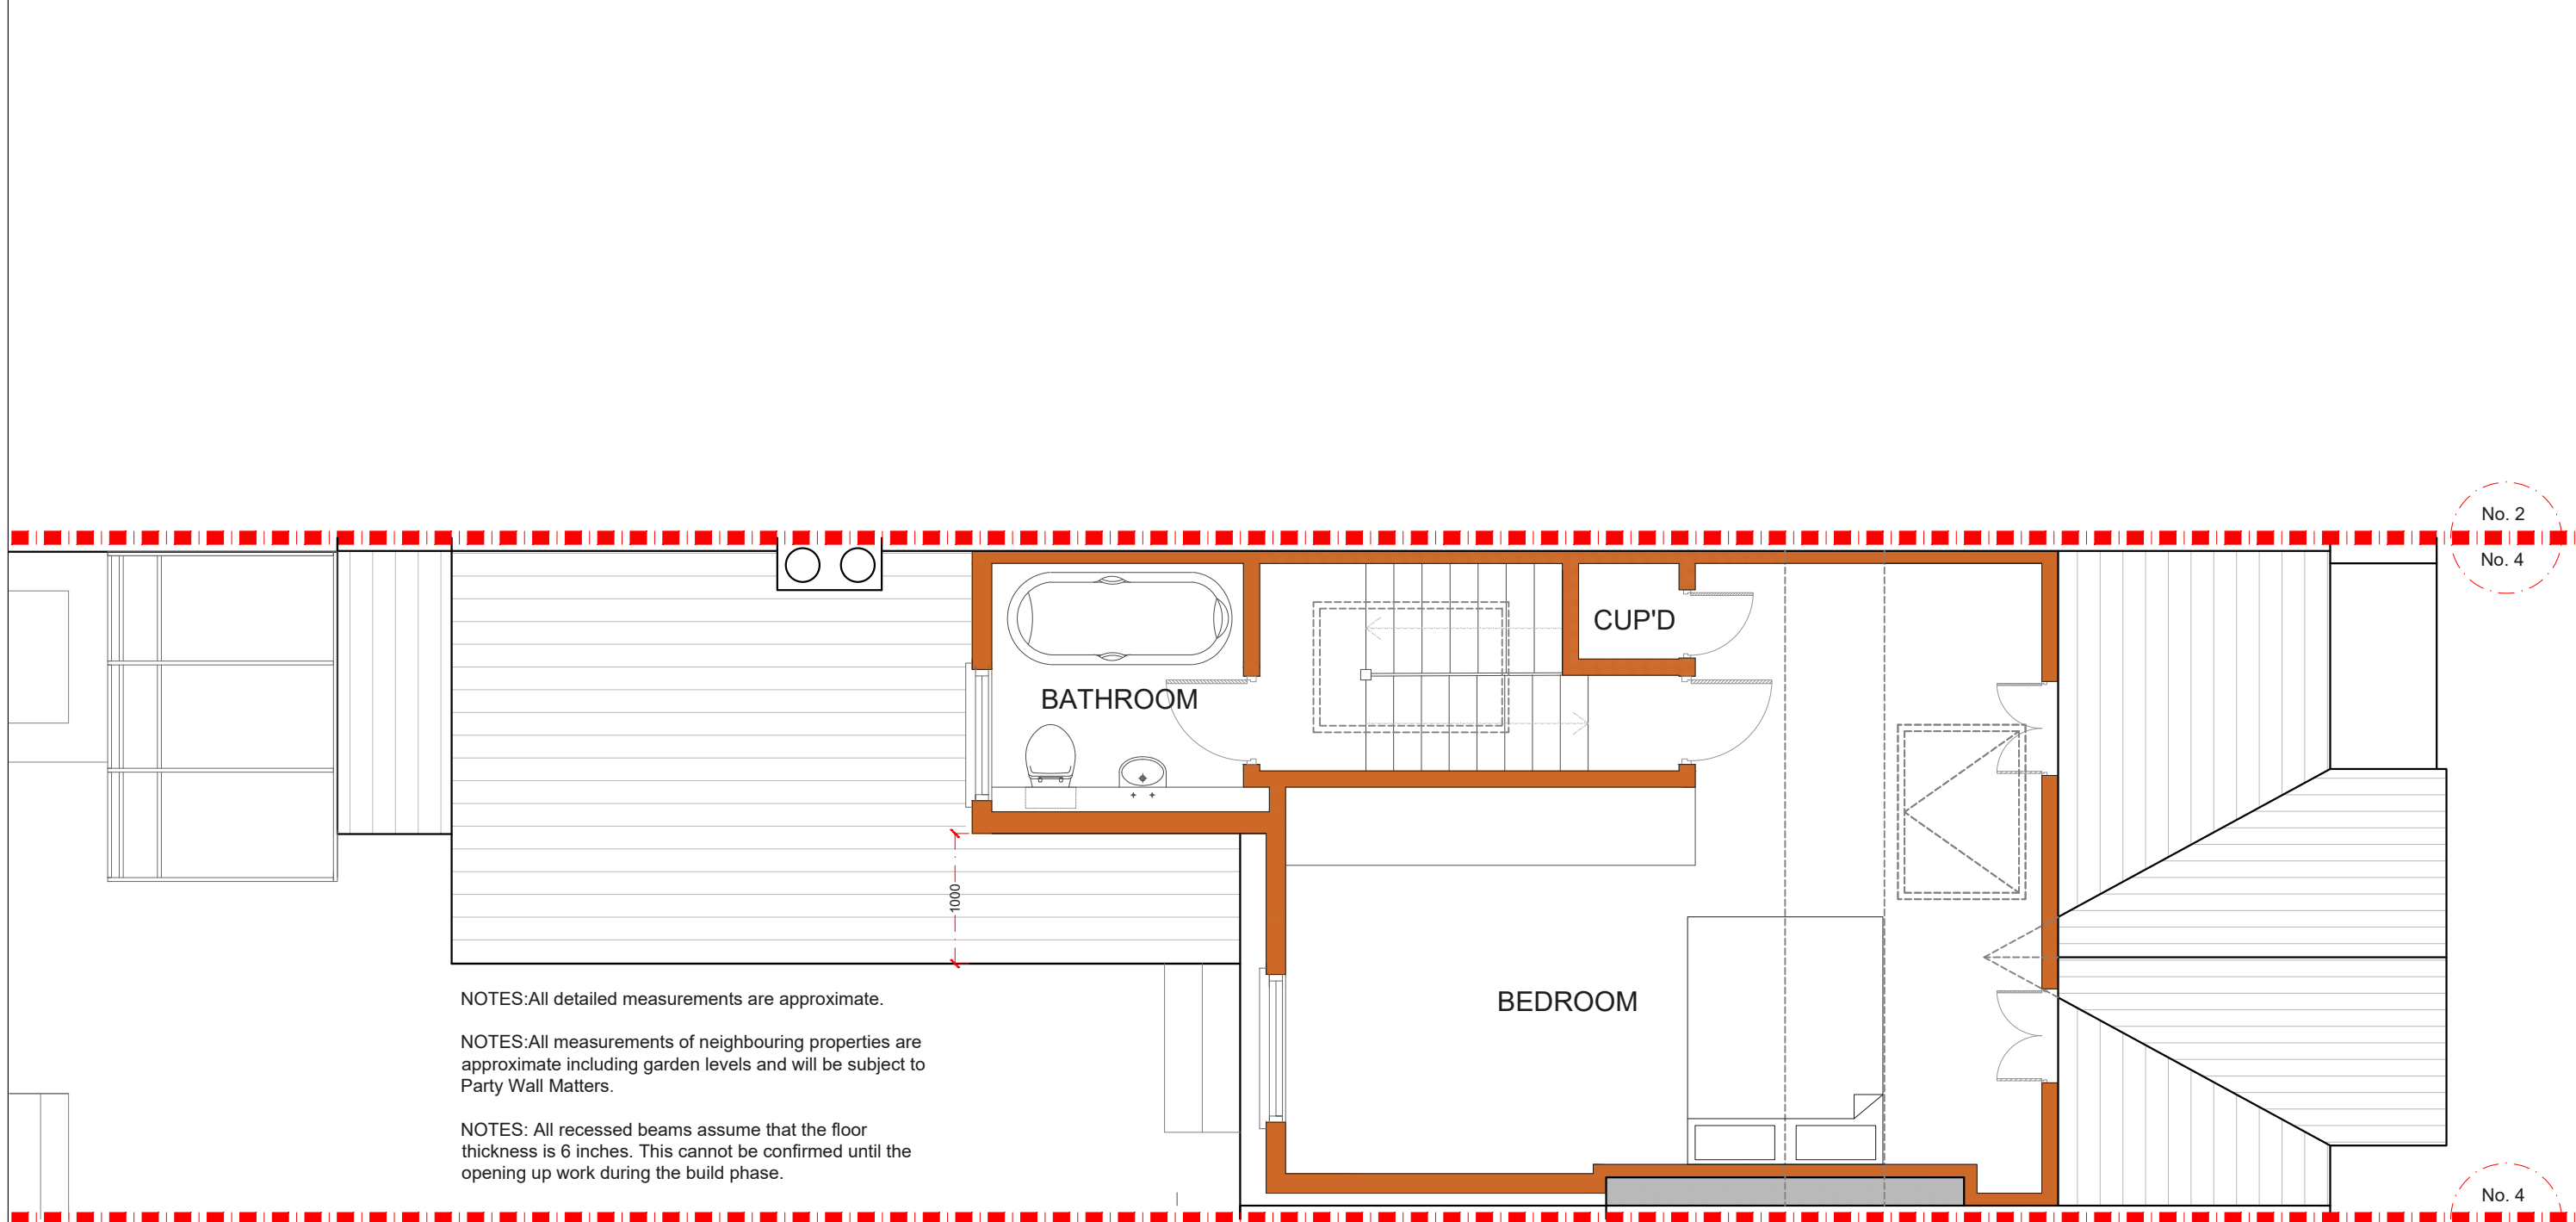 No. 2
No. 4
CUP'D
BATHROOM
1000
NOTES:All detailed measurements are approximate.
NOTES:All measurements of neighbouring properties are
approximate including garden levels and will be subject to
Party Wall Matters.
NOTES: All recessed beams assume that the floor
thickness is 6 inches. This cannot be confirmed until the
opening up work during the build phase.
BEDROOM
No. 4